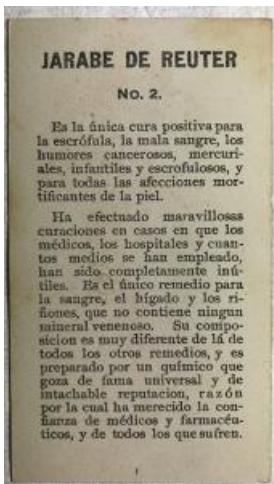 JARABE DE REUTER
No. 2.
Es la única cura positiva para
la escrófula, la mala sangre, los
humores cancerosos, mercuri-
ales, infantiles y escrofulosos, y
para todas las afecciones mor-
tificantes de la piel.
Ha efectuado maravillosas
curaciones en casos en que los
médicos, los hospitales y cuan-
tos medios se han empleado,
han sido completamente inú-
tiles. Es el único remedio para
la sangre, el hígado y los ri-
ñones, que no contiene ningun
mineral venenoso. Su compo-
sicion es muy diferente de lá de
todos los otros remedios, y es
preparado por un químico que
goza de fama universal y de
intachable reputacion, razón
por la cual ha merecido la con-
fianza de médicos y farmacéu-
ticos, y de todos los que sufren.